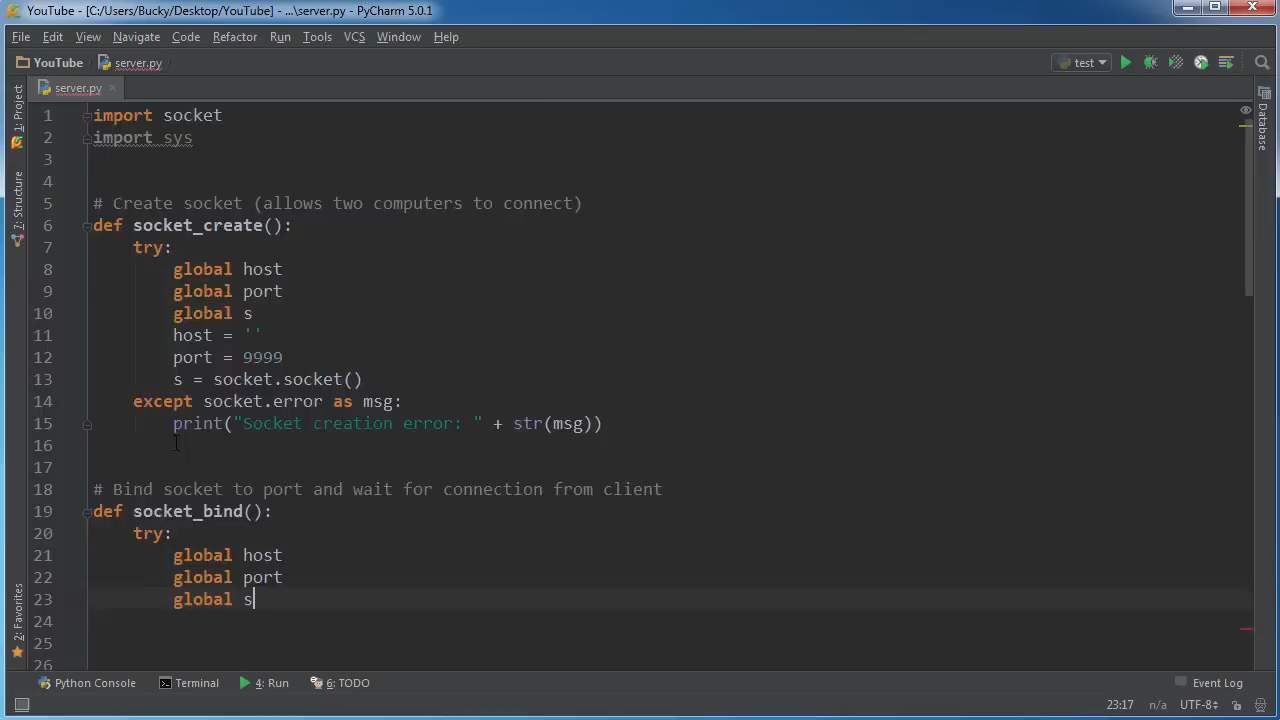 YouTube - [C:/Users/Bucky/Desktop/YouTube] - ...\server.py - PyCharm 5.0.1
File Edit View Navigate Code Refactor Run Tools VCS Window Help
YouTube server.py test
server.py
1: Project
7: Structure
2: Favorites
Database
1 import socket
2 import sys
3
4
5 # Create socket (allows two computers to connect)
6 def socket_create():
7     try:
8         global host
9         global port
10         global s
11         host = ''
12         port = 9999
13         s = socket.socket()
14     except socket.error as msg:
15         print("Socket creation error: " + str(msg))
16
17
18 # Bind socket to port and wait for connection from client
19 def socket_bind():
20     try:
21         global host
22         global port
23         global s
24
25
26
Python Console Terminal 4: Run 6: TODO Event Log
23:17 n/a UTF-8